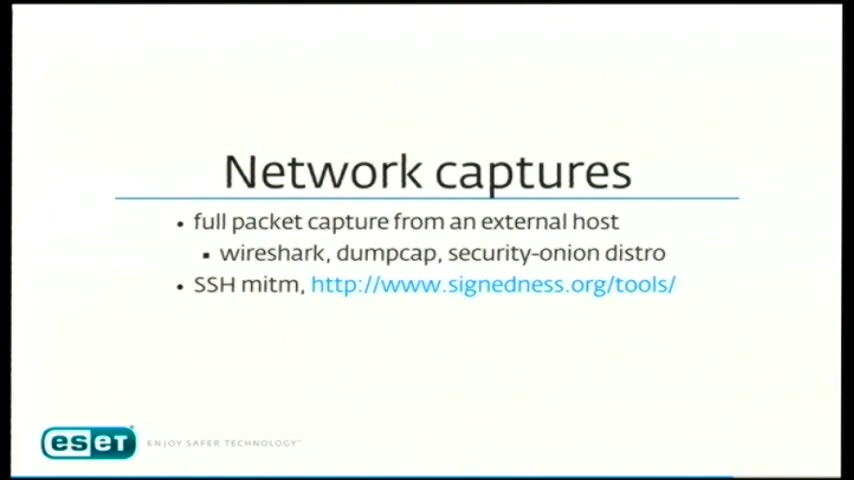 Network captures
• full packet capture from an external host
▪ wireshark, dumpcap, security-onion distro
• SSH mitm, http://www.signedness.org/tools/
eset ENJOY SAFER TECHNOLOGY™